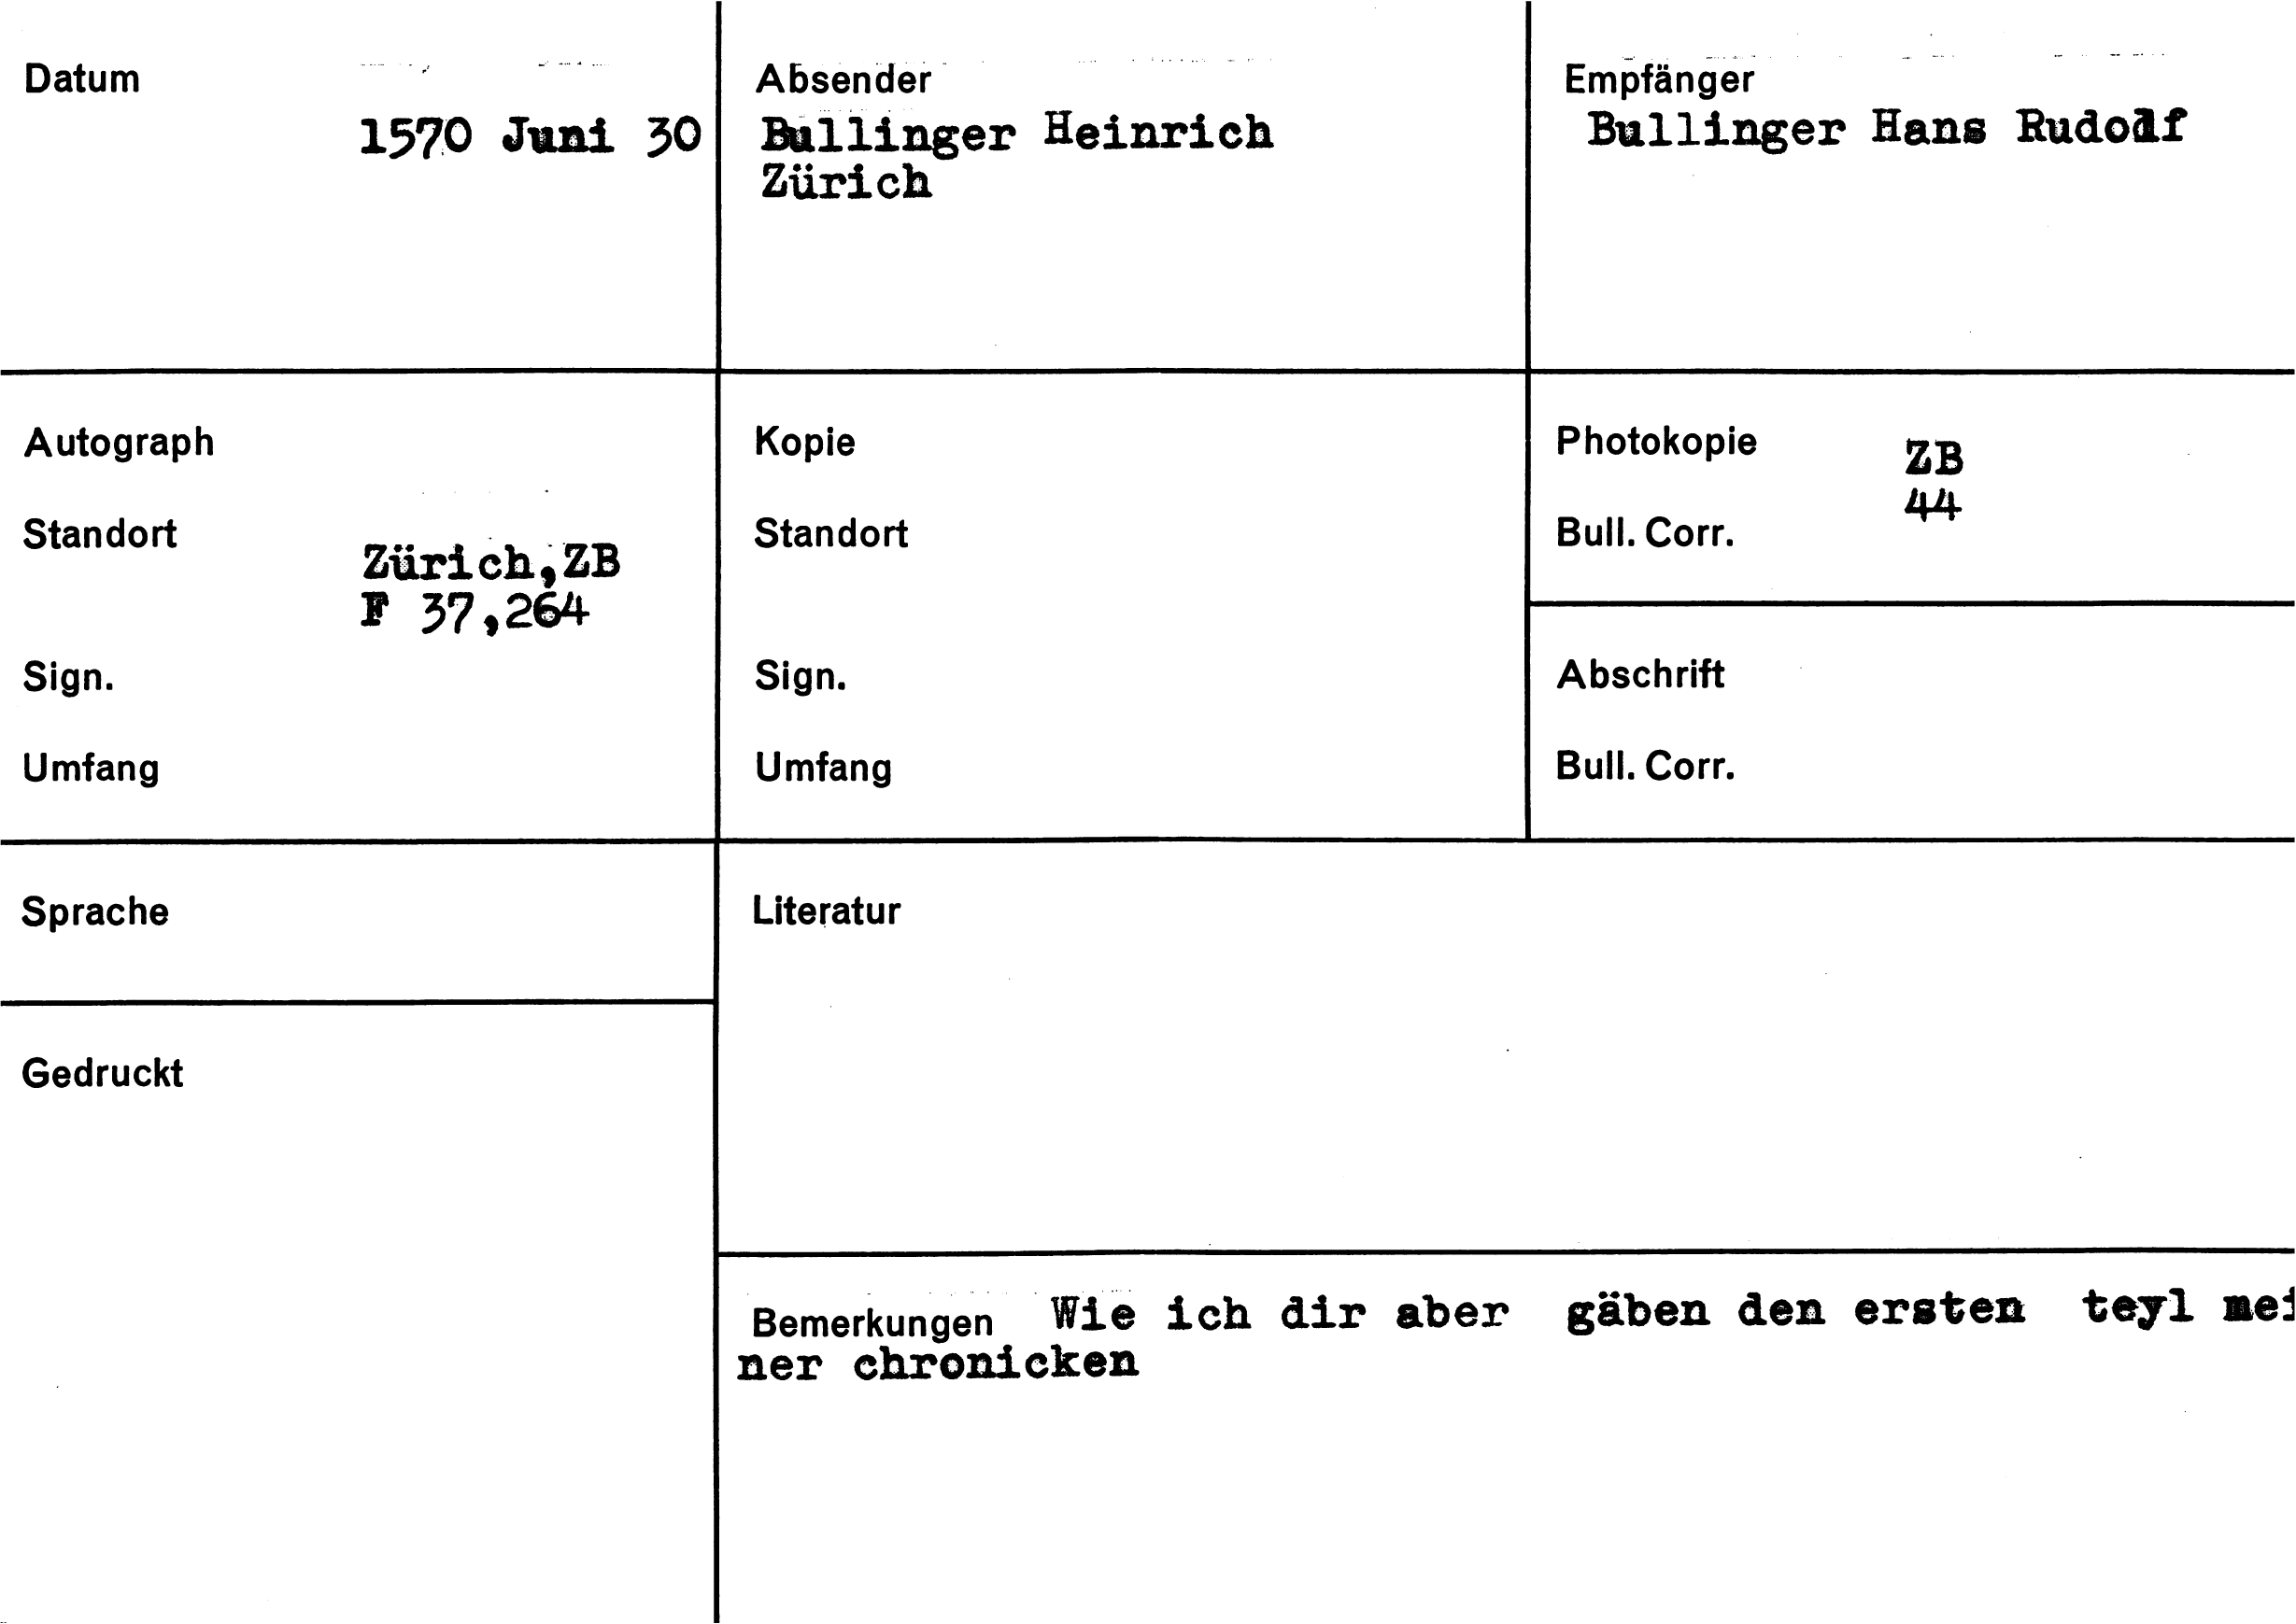 Datum
1570 Juni 30
Absender
Bullinger Heinrich
Zürich
Empfänger
Bullinger Hans Rudolf
Autograph
Standort
Zürich,ZB
F 37,264
Sign.
Umfang
Kopie
Standort
Sign.
Umfang
Photokopie ZB
44
Bull. Corr.
Abschrift
Bull. Corr.
Sprache
Gedruckt
Literatur
Bemerkungen Wie ich dir aber gäben den ersten teyl mei
ner chronicken